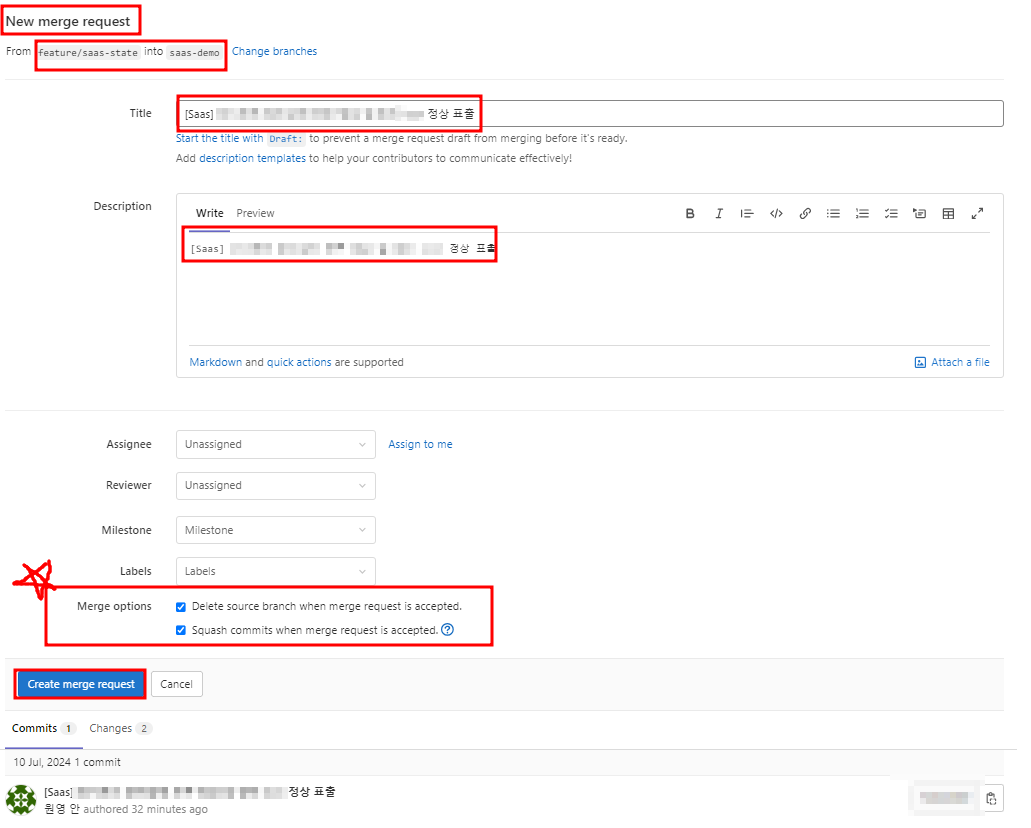 New merge request
From feature/saas-state into saas-demo Change branches
Title
[Saas] 정상 표출
Start the title with Draft: to prevent a merge request draft from merging before it's ready.
Add description templates to help your contributors to communicate effectively!
Description
Write Preview
[Saas] 정상 표출
Markdown and quick actions are supported
Attach a file
Assignee Unassigned Assign to me
Reviewer Unassigned
Milestone Milestone
Labels Labels
Merge options Delete source branch when merge request is accepted.
Squash commits when merge request is accepted.
Create merge request Cancel
Commits 1 Changes 2
10 Jul, 2024 1 commit
[Saas] 정상 표출
원영 안 authored 32 minutes ago